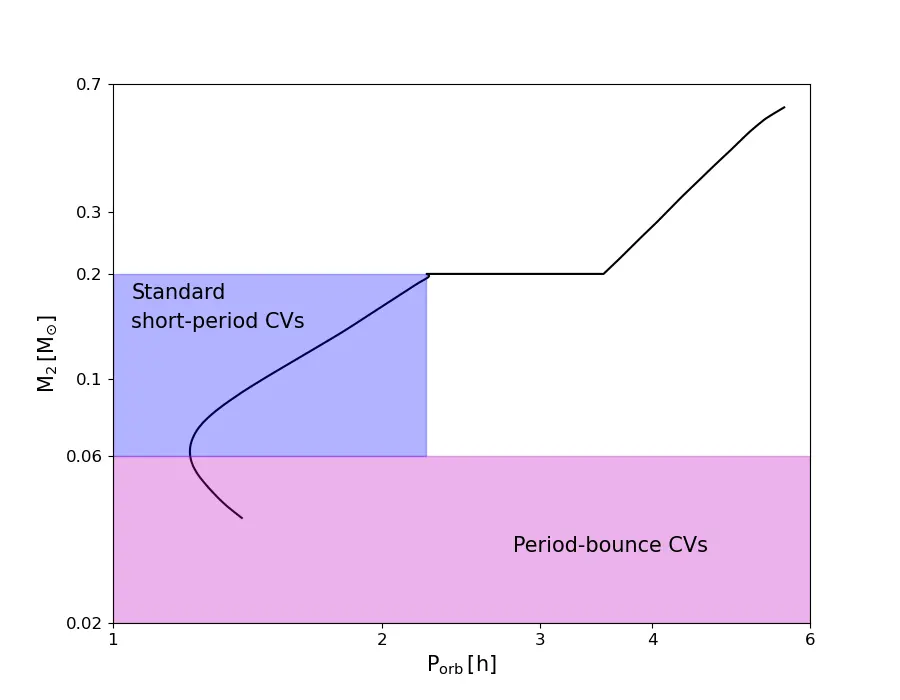 0.7
0.3
0.2
0.1
0.06
0.02
M₂ [M⊙]
Standard
short-period CVs
Period-bounce CVs
1
2
3
4
6
Pₒᵣb [h]